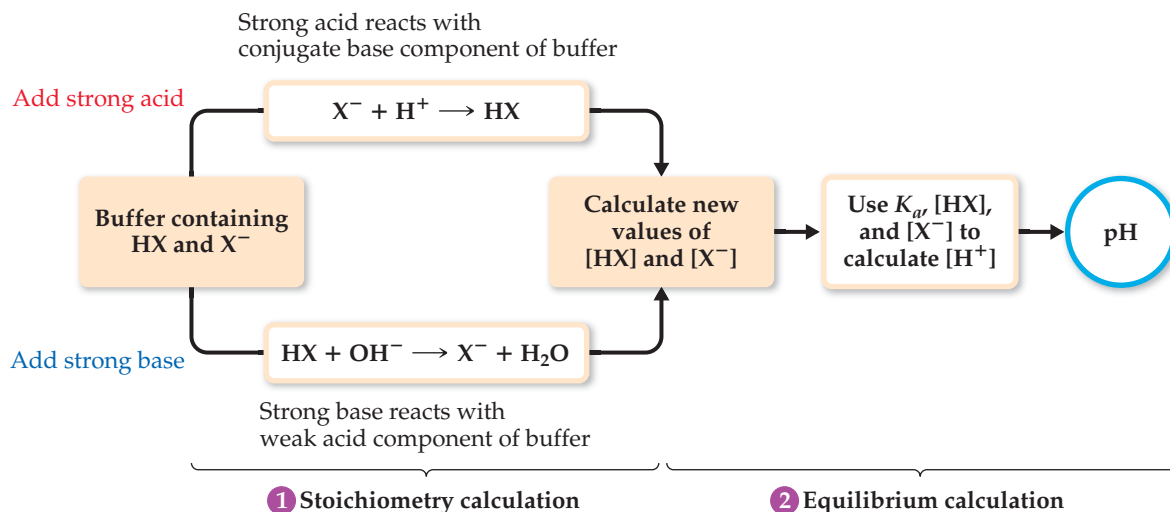 Strong acid reacts with
conjugate base component of buffer
Add strong acid
X⁻ + H⁺ ⟶ HX
Buffer containing
HX and X⁻
Calculate new
values of
[HX] and [X⁻]
Use Kₐ, [HX],
and [X⁻] to
calculate [H⁺]
pH
Add strong base
HX + OH⁻ ⟶ X⁻ + H₂O
Strong base reacts with
weak acid component of buffer
1 Stoichiometry calculation
2 Equilibrium calculation